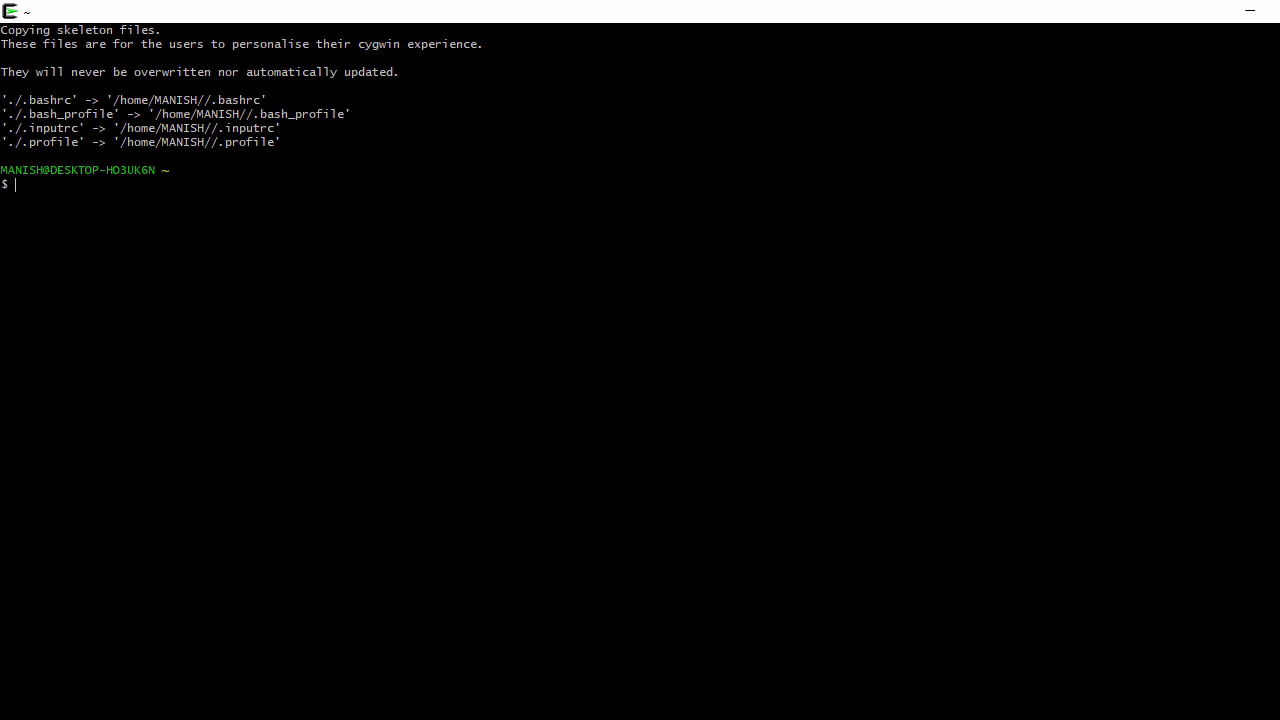 ~
Copying skeleton files.
These files are for the users to personalise their cygwin experience.
They will never be overwritten nor automatically updated.
'./.bashrc' -> '/home/MANISH//.bashrc'
'./.bash_profile' -> '/home/MANISH//.bash_profile'
'./.inputrc' -> '/home/MANISH//.inputrc'
'./.profile' -> '/home/MANISH//.profile'
MANISH@DESKTOP-HO3UK6N ~
$